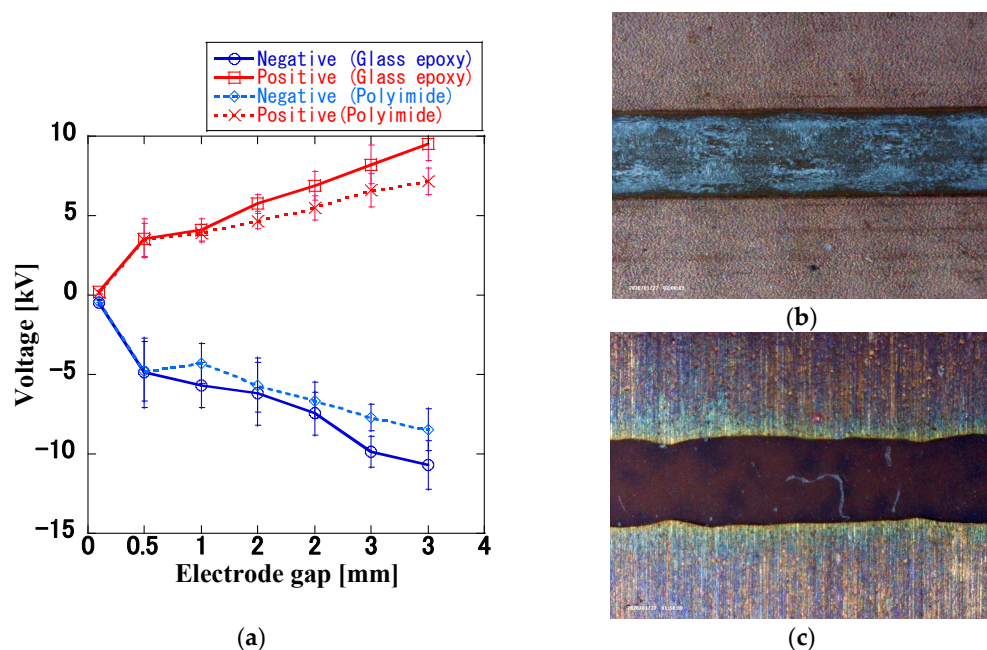 Negative (Glass epoxy)
Positive (Glass epoxy)
Negative (Polyimide)
Positive(Polyimide)
10
5
0
−5
−10
−15
Voltage [kV]
0 0.5 1 2 2 3 3 4
Electrode gap [mm]
(a)
(b)
(c)